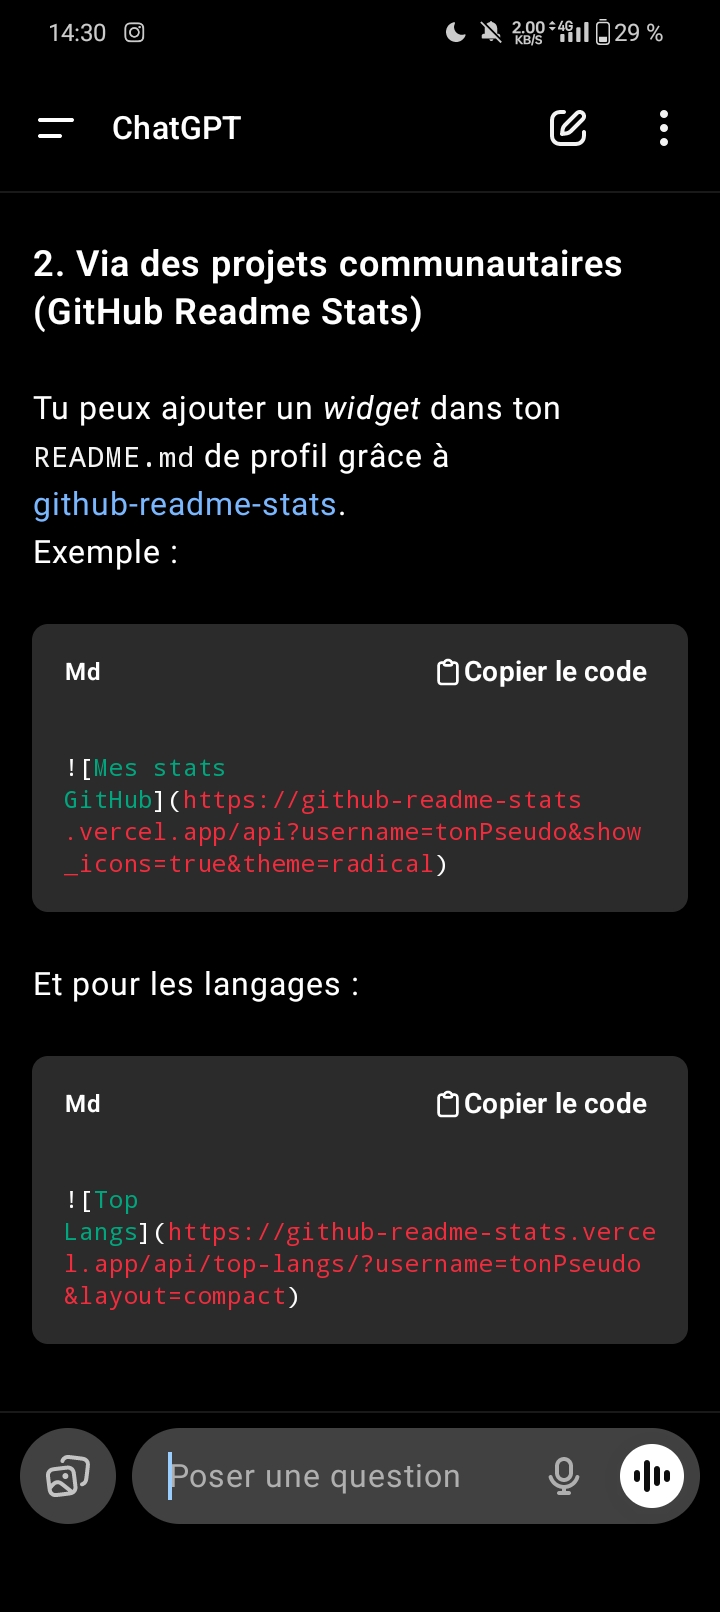 14:30
2.00 KB/S 4G 29 %
ChatGPT
2. Via des projets communautaires
(GitHub Readme Stats)
Tu peux ajouter un widget dans ton
README.md de profil grâce à
github-readme-stats.
Exemple :
Md Copier le code
![Mes stats
GitHub](https://github-readme-stats
.vercel.app/api?username=tonPseudo&show
_icons=true&theme=radical)
Et pour les langages :
Md Copier le code
![Top
Langs](https://github-readme-stats.verce
l.app/api/top-langs/?username=tonPseudo
&layout=compact)
Poser une question